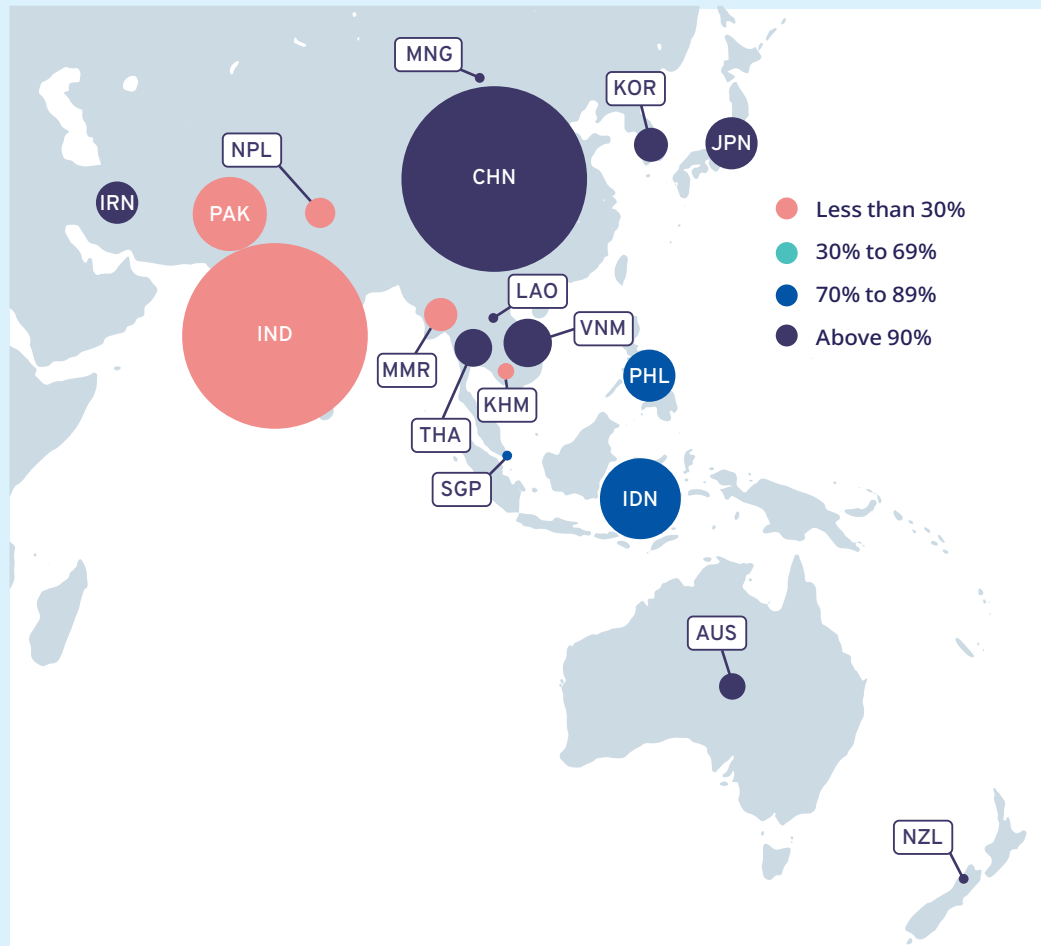 MNG
KOR
NPL
JPN
CHN
IRN
PAK
Less than 30%
30% to 69%
LAO
70% to 89%
VNM
Above 90%
IND
MMR
PHL
KHM
THA
SGP
IDN
AUS
NZL